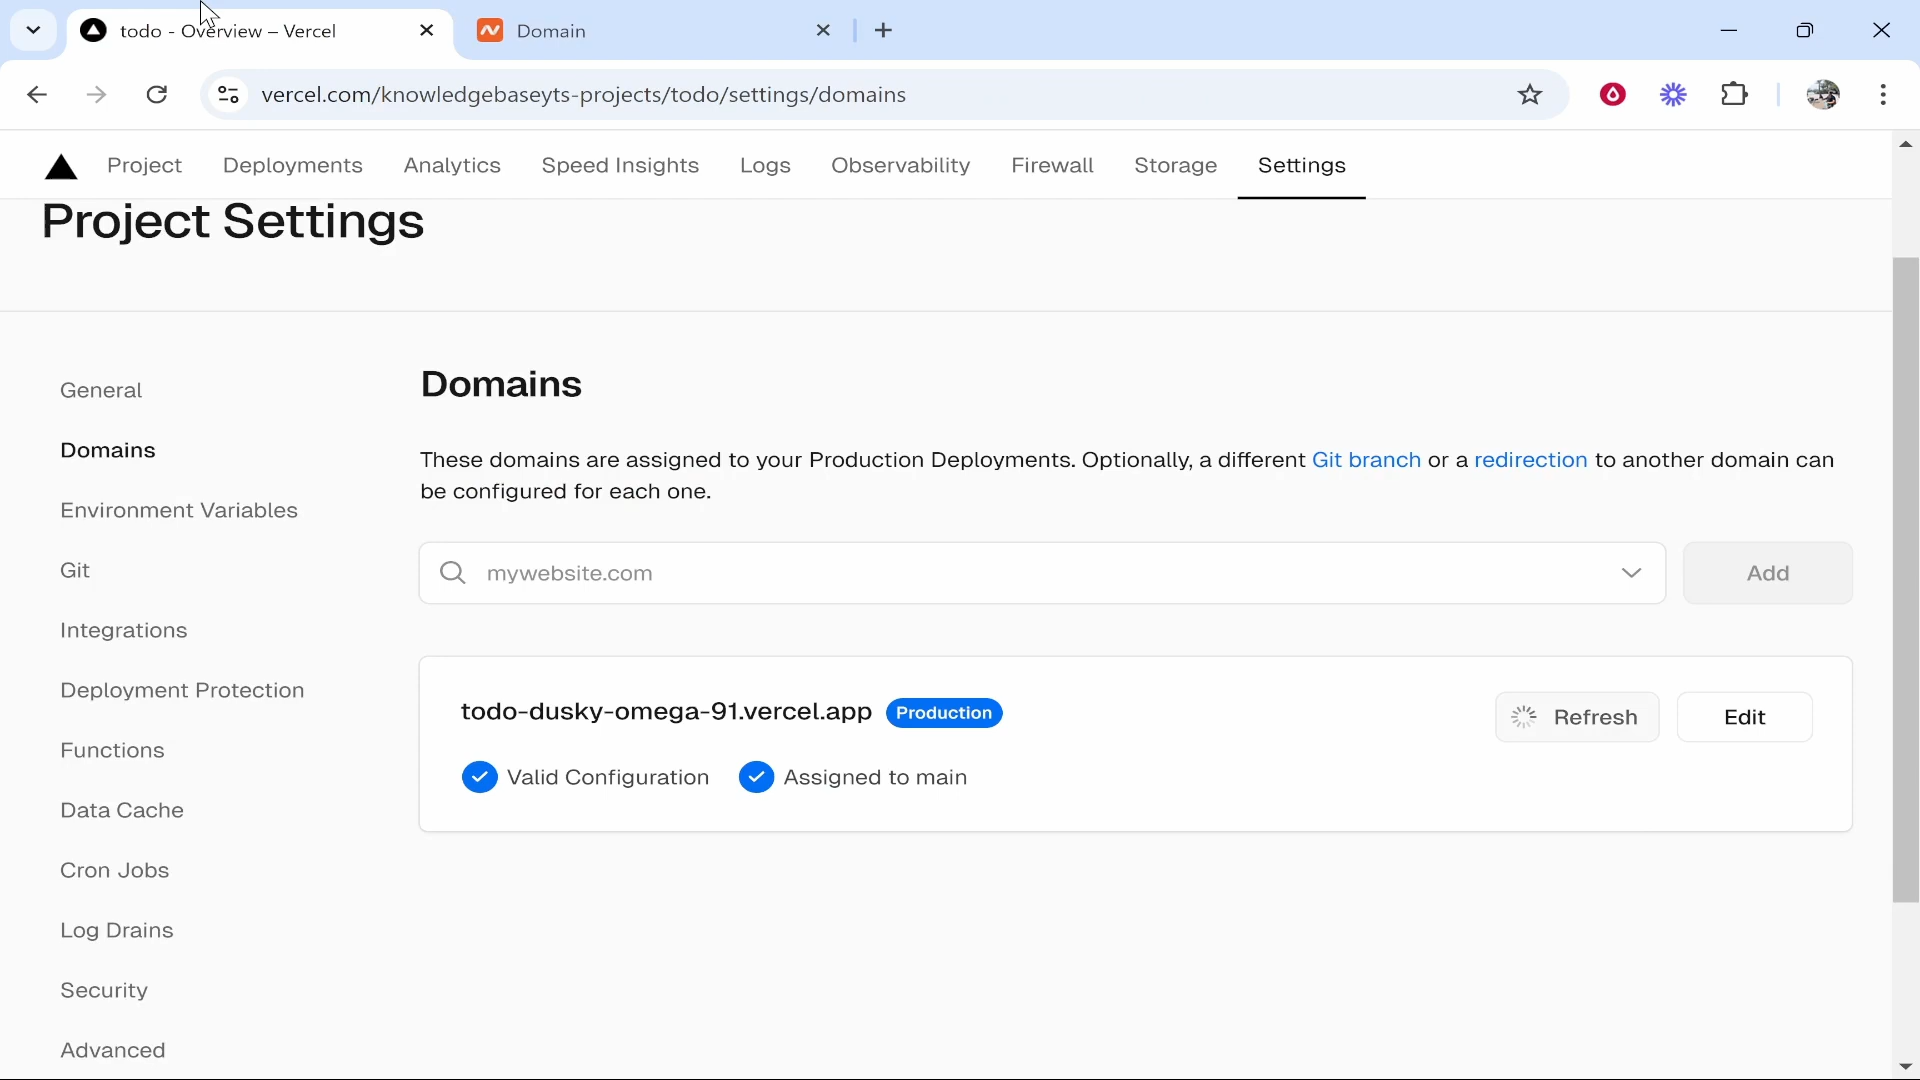 todo - Overview – Vercel
Domain
vercel.com/knowledgebaseyts-projects/todo/settings/domains
Project
Deployments
Analytics
Speed Insights
Logs
Observability
Firewall
Storage
Settings
Project Settings
General
Domains
Environment Variables
Git
Integrations
Deployment Protection
Functions
Data Cache
Cron Jobs
Log Drains
Security
Advanced
Domains
These domains are assigned to your Production Deployments. Optionally, a different Git branch or a redirection to another domain can
be configured for each one.
mywebsite.com
Add
todo-dusky-omega-91.vercel.app
Production
Refresh
Edit
Valid Configuration
Assigned to main